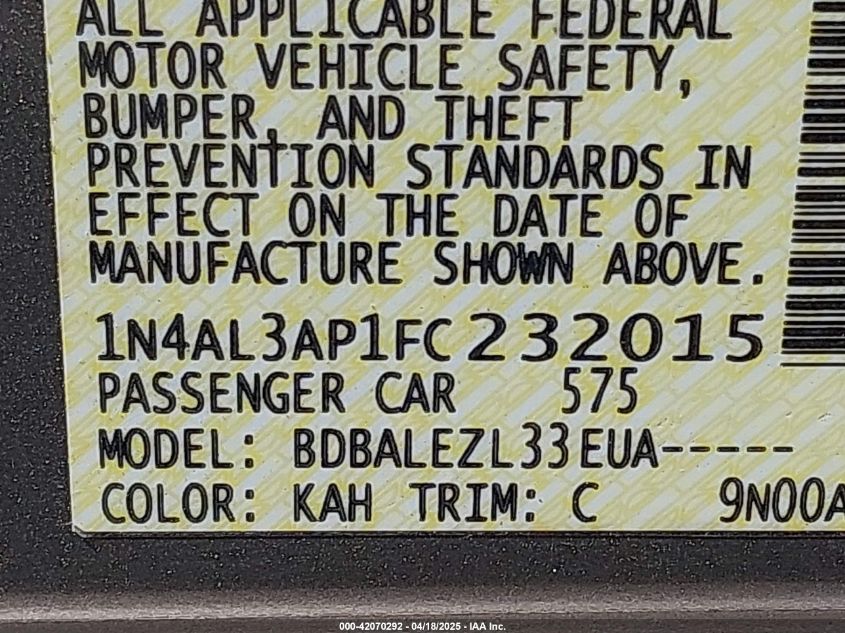 ALL APPLICABLE FEDERAL
MOTOR VEHICLE SAFETY,
BUMPER, AND THEFT
PREVENTION STANDARDS IN
EFFECT ON THE DATE OF
MANUFACTURE SHOWN ABOVE.
1N4AL3AP1FC232015
PASSENGER CAR 575
MODEL: BDBALEZL33EUA-----
COLOR: KAH TRIM: C 9N00A
000-42070292 - 04/18/2025 - IAA Inc.